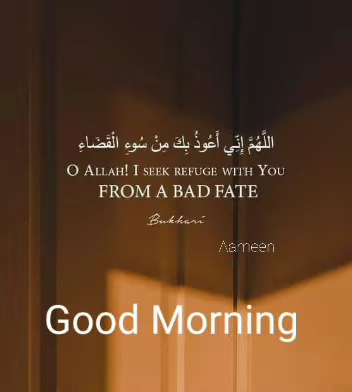 اللَّهُمَّ إِنِّي أَعُوذُ بِكَ مِنْ سُوءِ الْقَضَاءِ
O Allah! I seek refuge with You
FROM A BAD FATE
Bukhari
Aameen
Good Morning